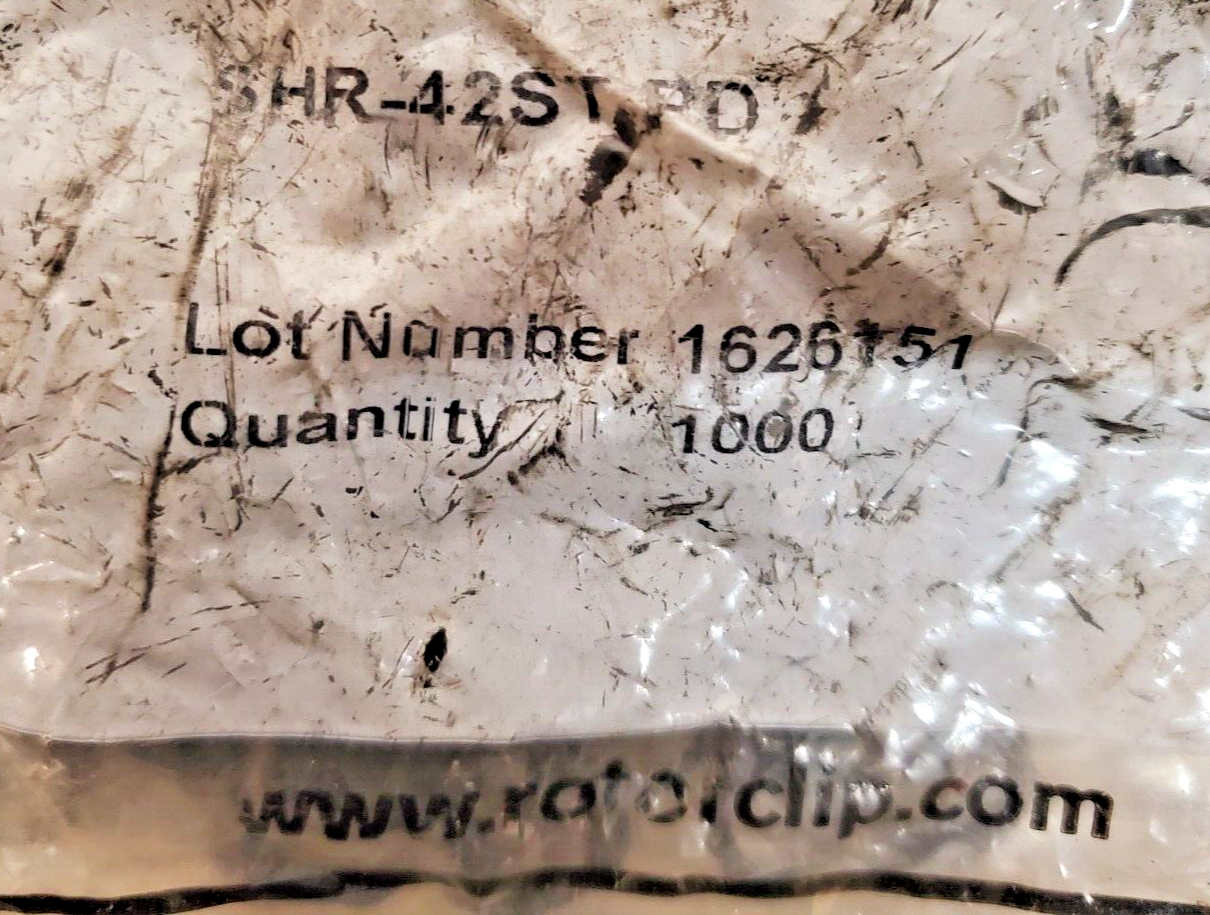 SHR-42ST PD
Lot Number 1626151
Quantity 1000
www.rotorclip.com